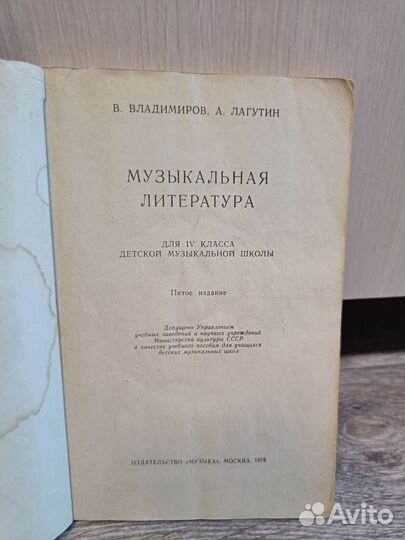 В. ВЛАДИМИРОВ, А. ЛАГУТИН
МУЗЫКАЛЬНАЯ
ЛИТЕРАТУРА
ДЛЯ IV КЛАССА
ДЕТСКОЙ МУЗЫКАЛЬНОЙ ШКОЛЫ
Пятое издание
Допущено Управлением
учебных заведений и научных учреждений
Министерства культуры СССР
в качестве учебного пособия для учащихся
детских музыкальных школ
ИЗДАТЕЛЬСТВО «МУЗЫКА», МОСКВА, 1978
Avito